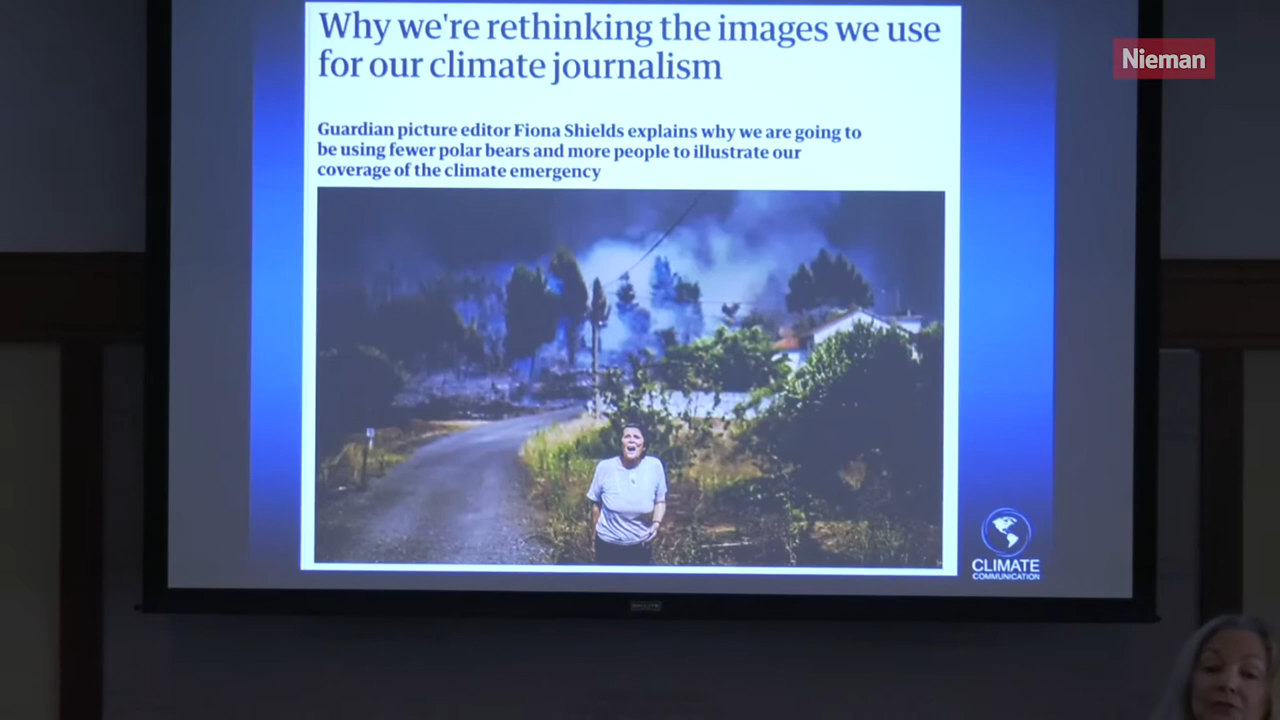 Why we're rethinking the images we use
for our climate journalism
Nieman
Guardian picture editor Fiona Shields explains why we are going to
be using fewer polar bears and more people to illustrate our
coverage of the climate emergency
CLIMATE
COMMUNICATION